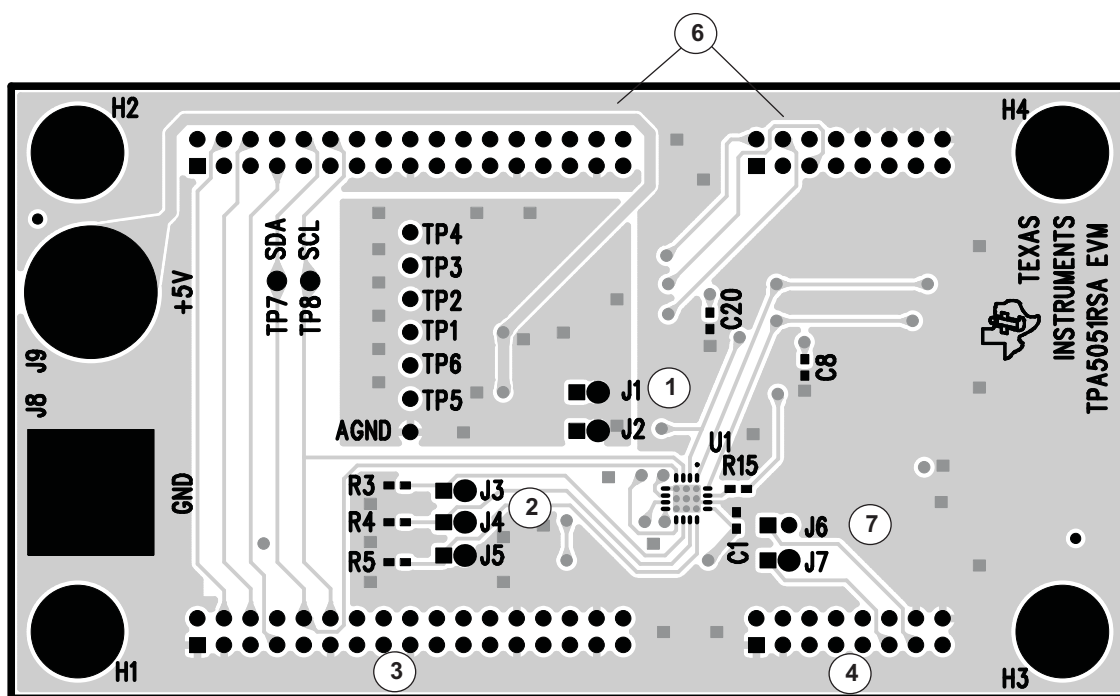 6
H2
H4
SDA
SCL
TP4
TP3
TP2
TP1
TP6
TP5
AGND
TP7
TP8
+5V
J9
J8
GND
TEXAS
INSTRUMENTS
TPA5051RSA EVM
C20
C8
J1
1
J2
U1
R15
R3
J3
R4
J4
2
R5
J5
C1
J6
7
J7
H1
3
4
H3